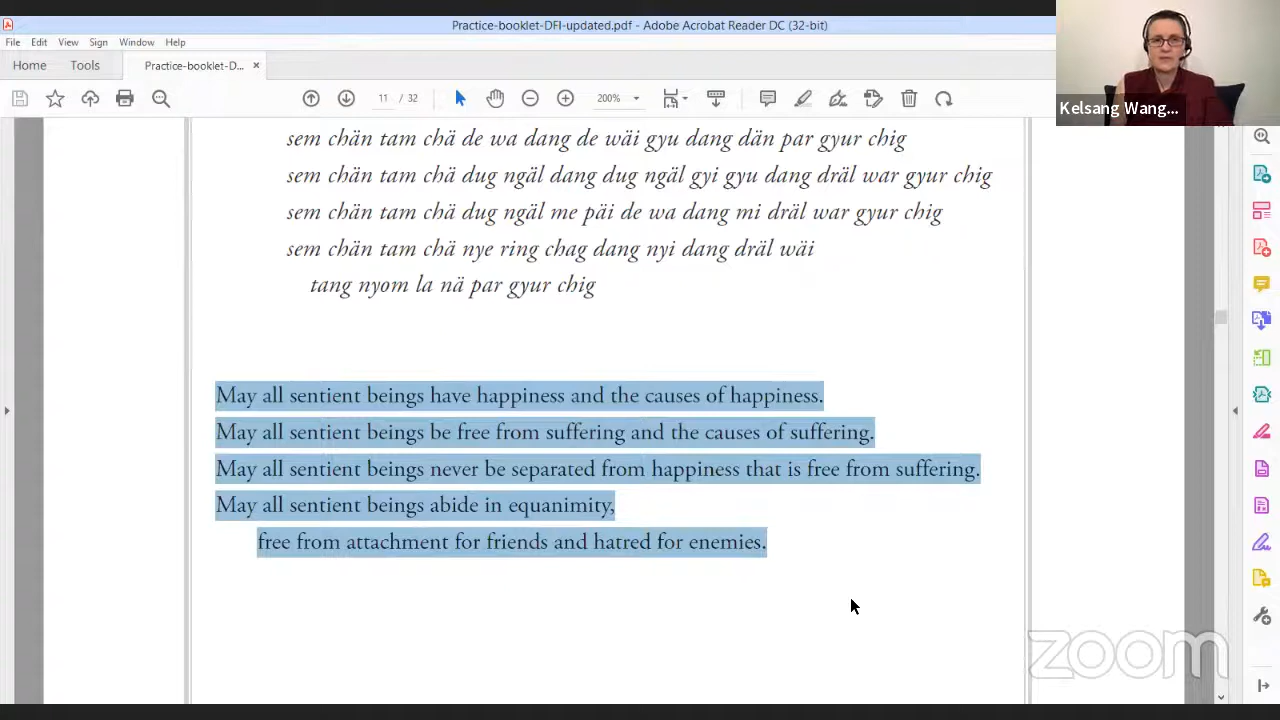 Practice-booklet-DFI-updated.pdf - Adobe Acrobat Reader DC (32-bit)
File Edit View Sign Window Help
Home Tools Practice-booklet-D... ×
11 / 32 200%
Kelsang Wang...
sem chän tam chä de wa dang de wäi gyu dang dän par gyur chig
sem chän tam chä dug ngäl dang dug ngäl gyi gyu dang dräl war gyur chig
sem chän tam chä dug ngäl me päi de wa dang mi dräl war gyur chig
sem chän tam chä nye ring chag dang nyi dang dräl wäi
tang nyom la nä par gyur chig
May all sentient beings have happiness and the causes of happiness.
May all sentient beings be free from suffering and the causes of suffering.
May all sentient beings never be separated from happiness that is free from suffering.
May all sentient beings abide in equanimity,
free from attachment for friends and hatred for enemies.
zoom